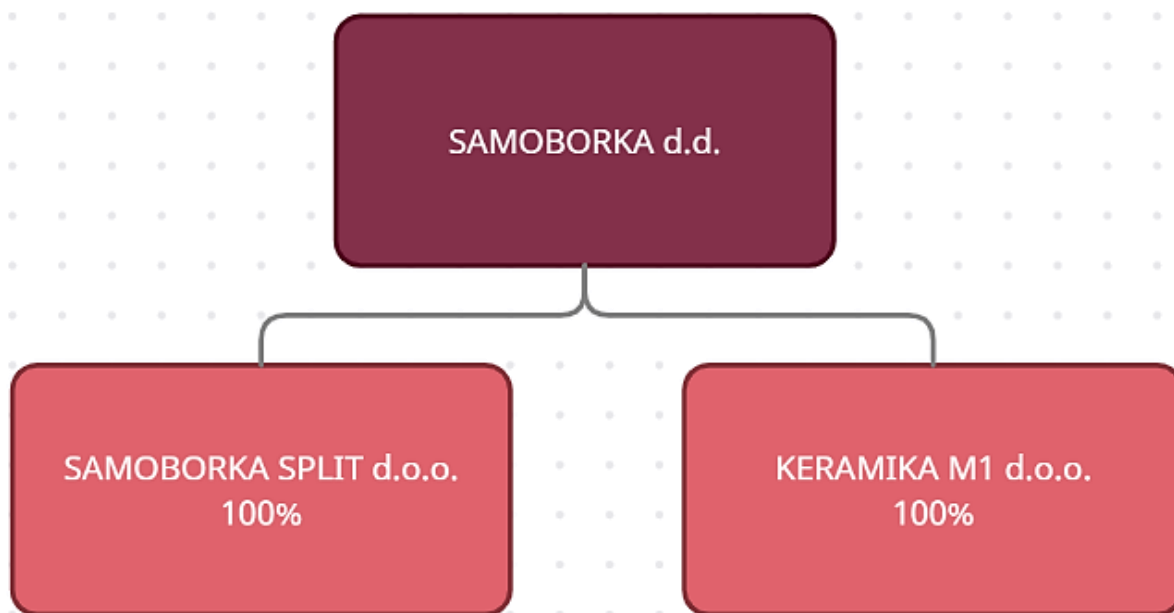 SAMOBORKA d.d.
SAMOBORKA SPLIT d.o.o.
100%
KERAMIKA M1 d.o.o.
100%